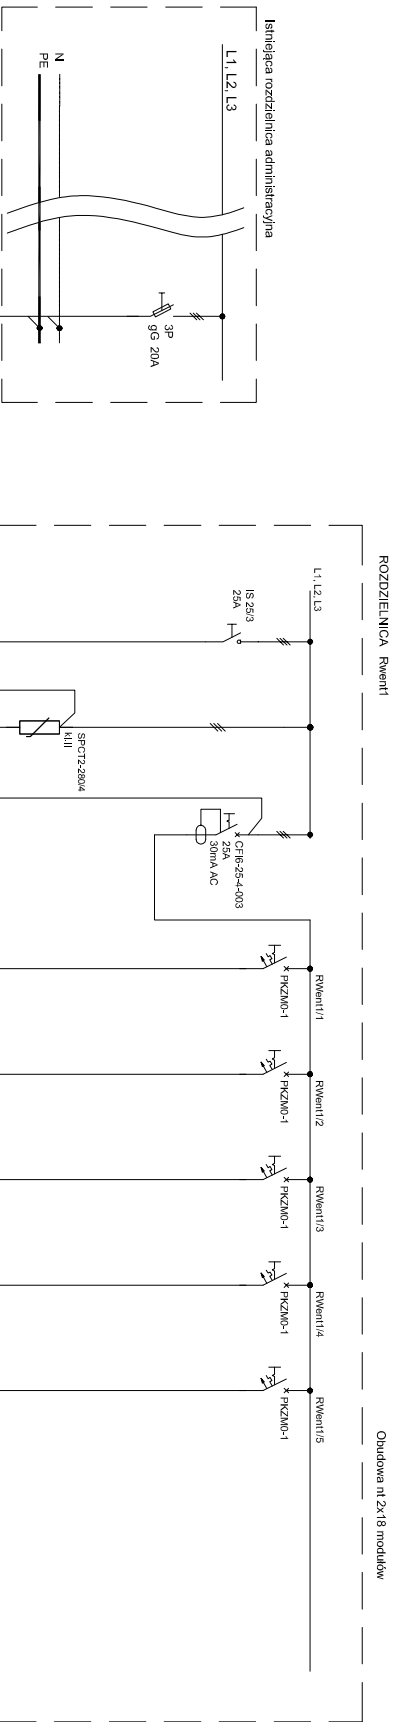 Istniejąca rozdzielnica administracyjna
L1, L2, L3
N
PE
3P
gG 20A
ROZDZIELNICA Rwent1
Obudowa nt 2x18 modułów
L1, L2, L3
IS 25/3
25A
SPCT2-280/4
kl.II
CFI6-25-4-003
25A
30mA AC
RWent1/1
PKZM0-1
RWent1/2
PKZM0-1
RWent1/3
PKZM0-1
RWent1/4
PKZM0-1
RWent1/5
PKZM0-1